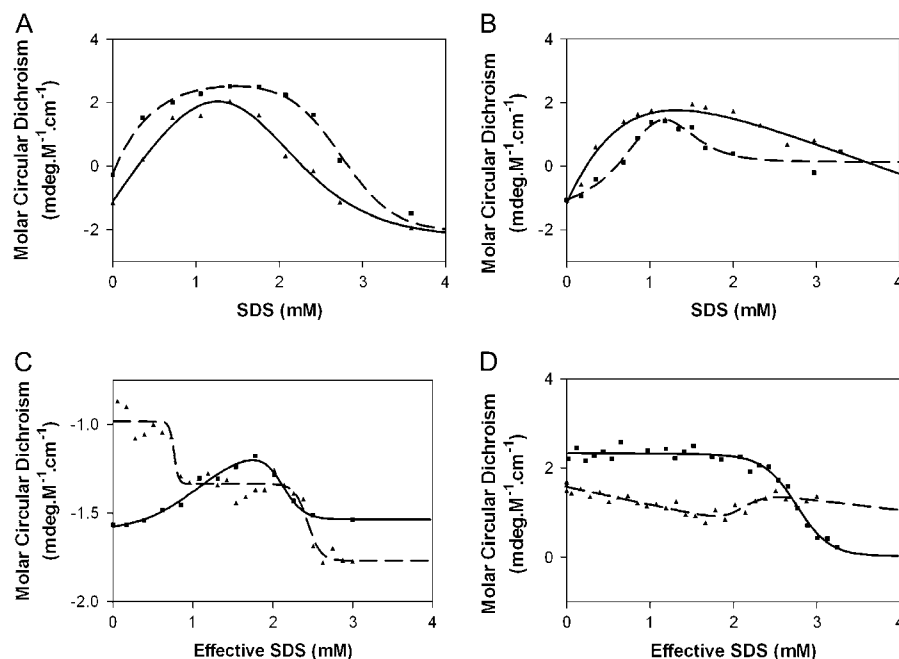 A
Molar Circular Dichroism
(mdeg.M⁻¹.cm⁻¹)
4
2
0
-2
0 1 2 3 4
SDS (mM)
B
Molar Circular Dichroism
(mdeg.M⁻¹.cm⁻¹)
4
2
0
-2
0 1 2 3 4
SDS (mM)
C
Molar Circular Dichroism
(mdeg.M⁻¹.cm⁻¹)
-1.0
-1.5
-2.0
0 1 2 3 4
Effective SDS (mM)
D
Molar Circular Dichroism
(mdeg.M⁻¹.cm⁻¹)
4
2
0
0 1 2 3 4
Effective SDS (mM)